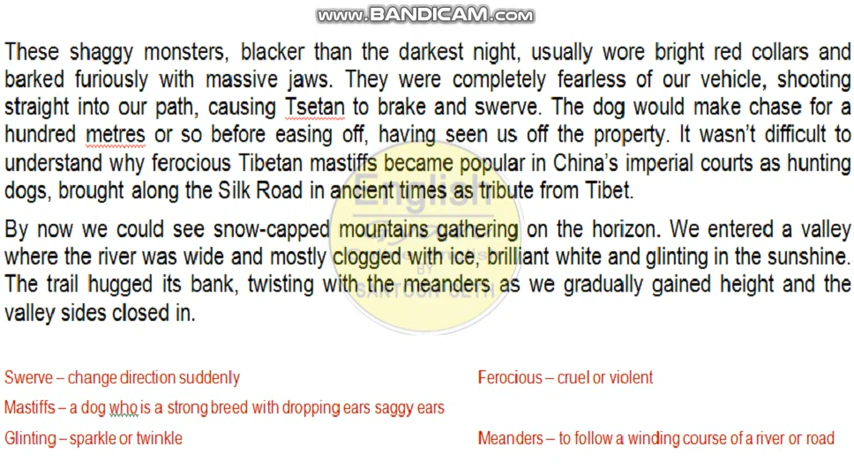 www.BANDICAM.com
These shaggy monsters, blacker than the darkest night, usually wore bright red collars and
barked furiously with massive jaws. They were completely fearless of our vehicle, shooting
straight into our path, causing Tsetan to brake and swerve. The dog would make chase for a
hundred metres or so before easing off, having seen us off the property. It wasn't difficult to
understand why ferocious Tibetan mastiffs became popular in China's imperial courts as hunting
dogs, brought along the Silk Road in ancient times as tribute from Tibet.
By now we could see snow-capped mountains gathering on the horizon. We entered a valley
where the river was wide and mostly clogged with ice, brilliant white and glinting in the sunshine.
The trail hugged its bank, twisting with the meanders as we gradually gained height and the
valley sides closed in.
English
BY
SANTOSH SETH
Swerve – change direction suddenly
Ferocious – cruel or violent
Mastiffs – a dog who is a strong breed with dropping ears saggy ears
Glinting – sparkle or twinkle
Meanders – to follow a winding course of a river or road